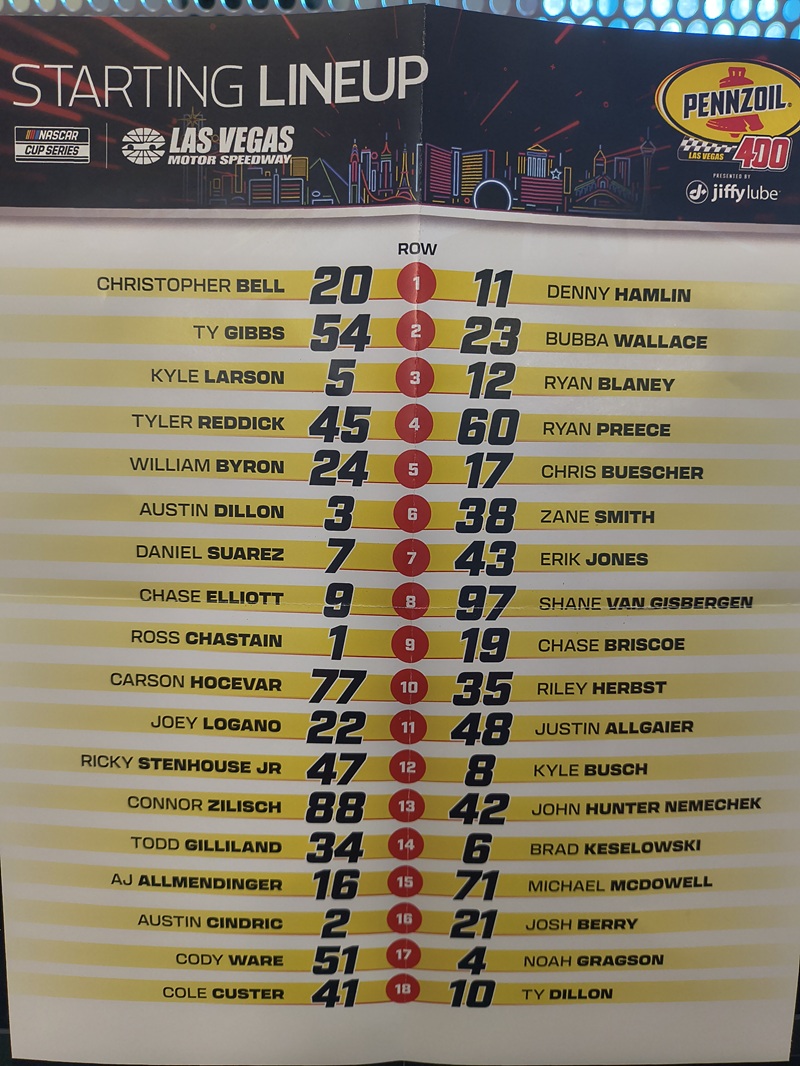 STARTING LINEUP
NASCAR
CUP SERIES
LAS VEGAS
MOTOR SPEEDWAY
PENNZOIL®
LAS VEGAS 400
PRESENTED BY
jiffylube
ROW
CHRISTOPHER BELL 20 1 11 DENNY HAMLIN
TY GIBBS 54 2 23 BUBBA WALLACE
KYLE LARSON 5 3 12 RYAN BLANEY
TYLER REDDICK 45 4 60 RYAN PREECE
WILLIAM BYRON 24 5 17 CHRIS BUESCHER
AUSTIN DILLON 3 6 38 ZANE SMITH
DANIEL SUAREZ 7 7 43 ERIK JONES
CHASE ELLIOTT 9 8 97 SHANE VAN GISBERGEN
ROSS CHASTAIN 1 9 19 CHASE BRISCOE
CARSON HOCEVAR 77 10 35 RILEY HERBST
JOEY LOGANO 22 11 48 JUSTIN ALLGAIER
RICKY STENHOUSE JR 47 12 8 KYLE BUSCH
CONNOR ZILISCH 88 13 42 JOHN HUNTER NEMECHEK
TODD GILLILAND 34 14 6 BRAD KESELOWSKI
AJ ALLMENDINGER 16 15 71 MICHAEL MCDOWELL
AUSTIN CINDRIC 2 16 21 JOSH BERRY
CODY WARE 51 17 4 NOAH GRAGSON
COLE CUSTER 41 18 10 TY DILLON